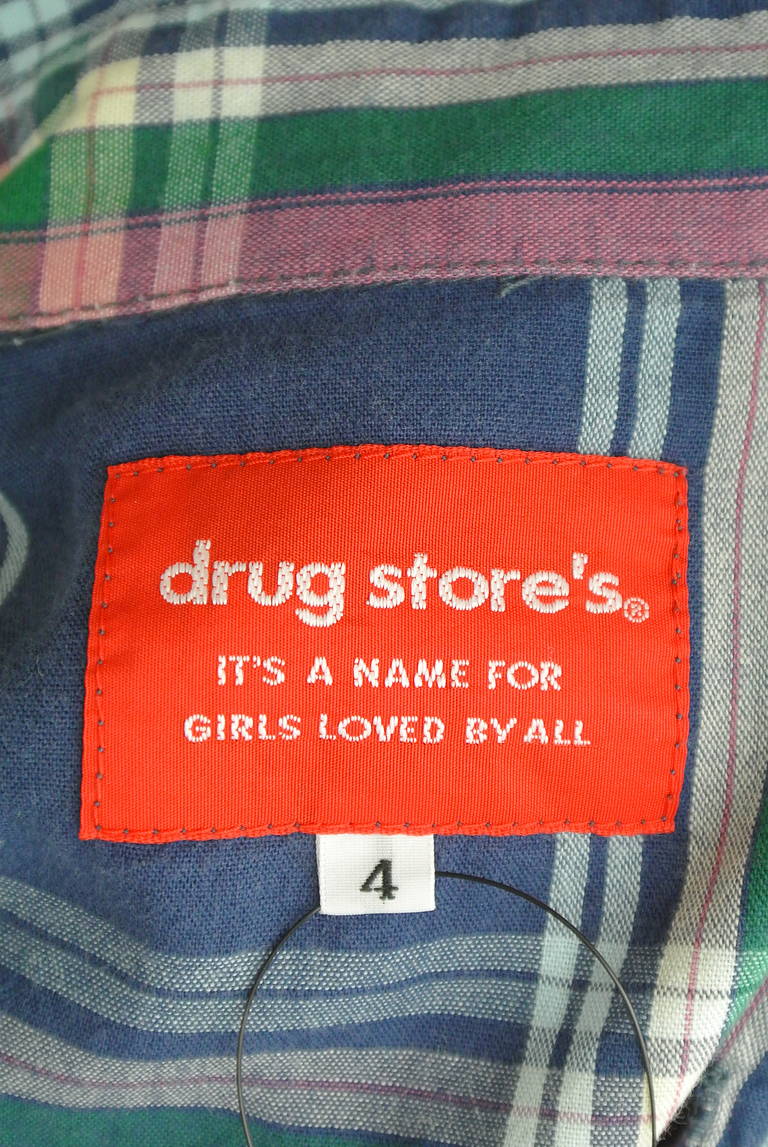 drug store's®
IT'S A NAME FOR
GIRLS LOVED BY ALL
4